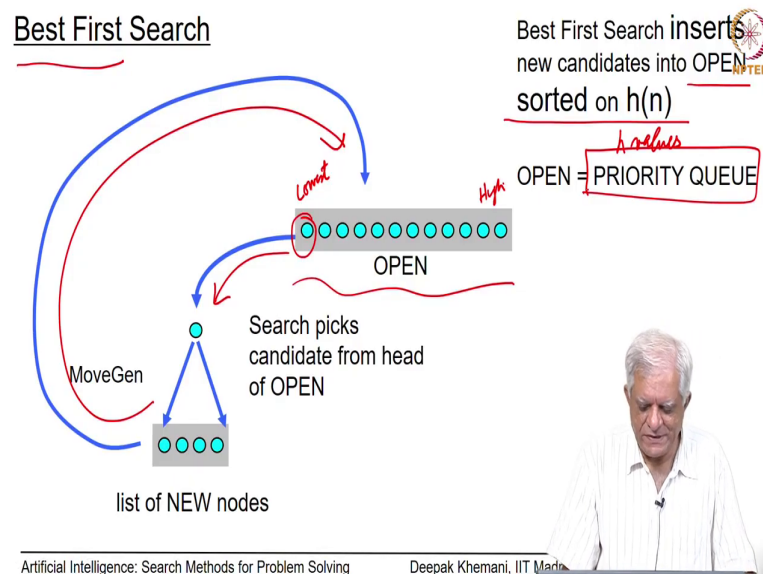 Best First Search
Best First Search inserts
new candidates into OPEN
NPTEL
sorted on h(n)
h values
OPEN = PRIORITY QUEUE
Lowest
High
OPEN
Search picks
candidate from head
of OPEN
MoveGen
list of NEW nodes
Artificial Intelligence: Search Methods for Problem Solving
Deepak Khemani, IIT Madr